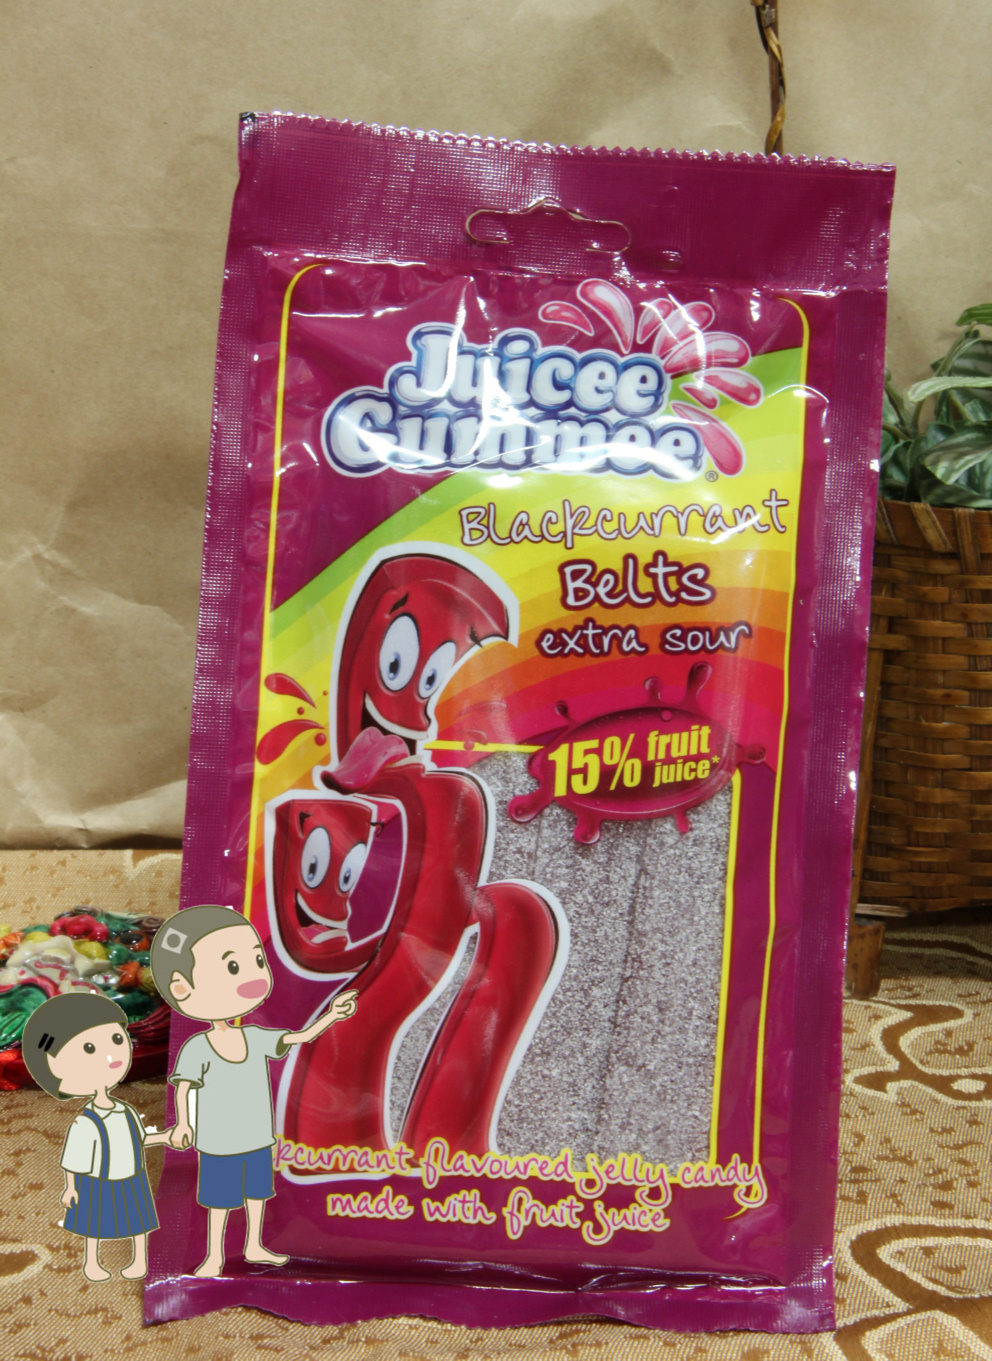 Juicee
Gummee
®
Blackcurrant
Belts
extra sour
15% fruit
juice*
kcurrant flavoured jelly candy
made with fruit juice